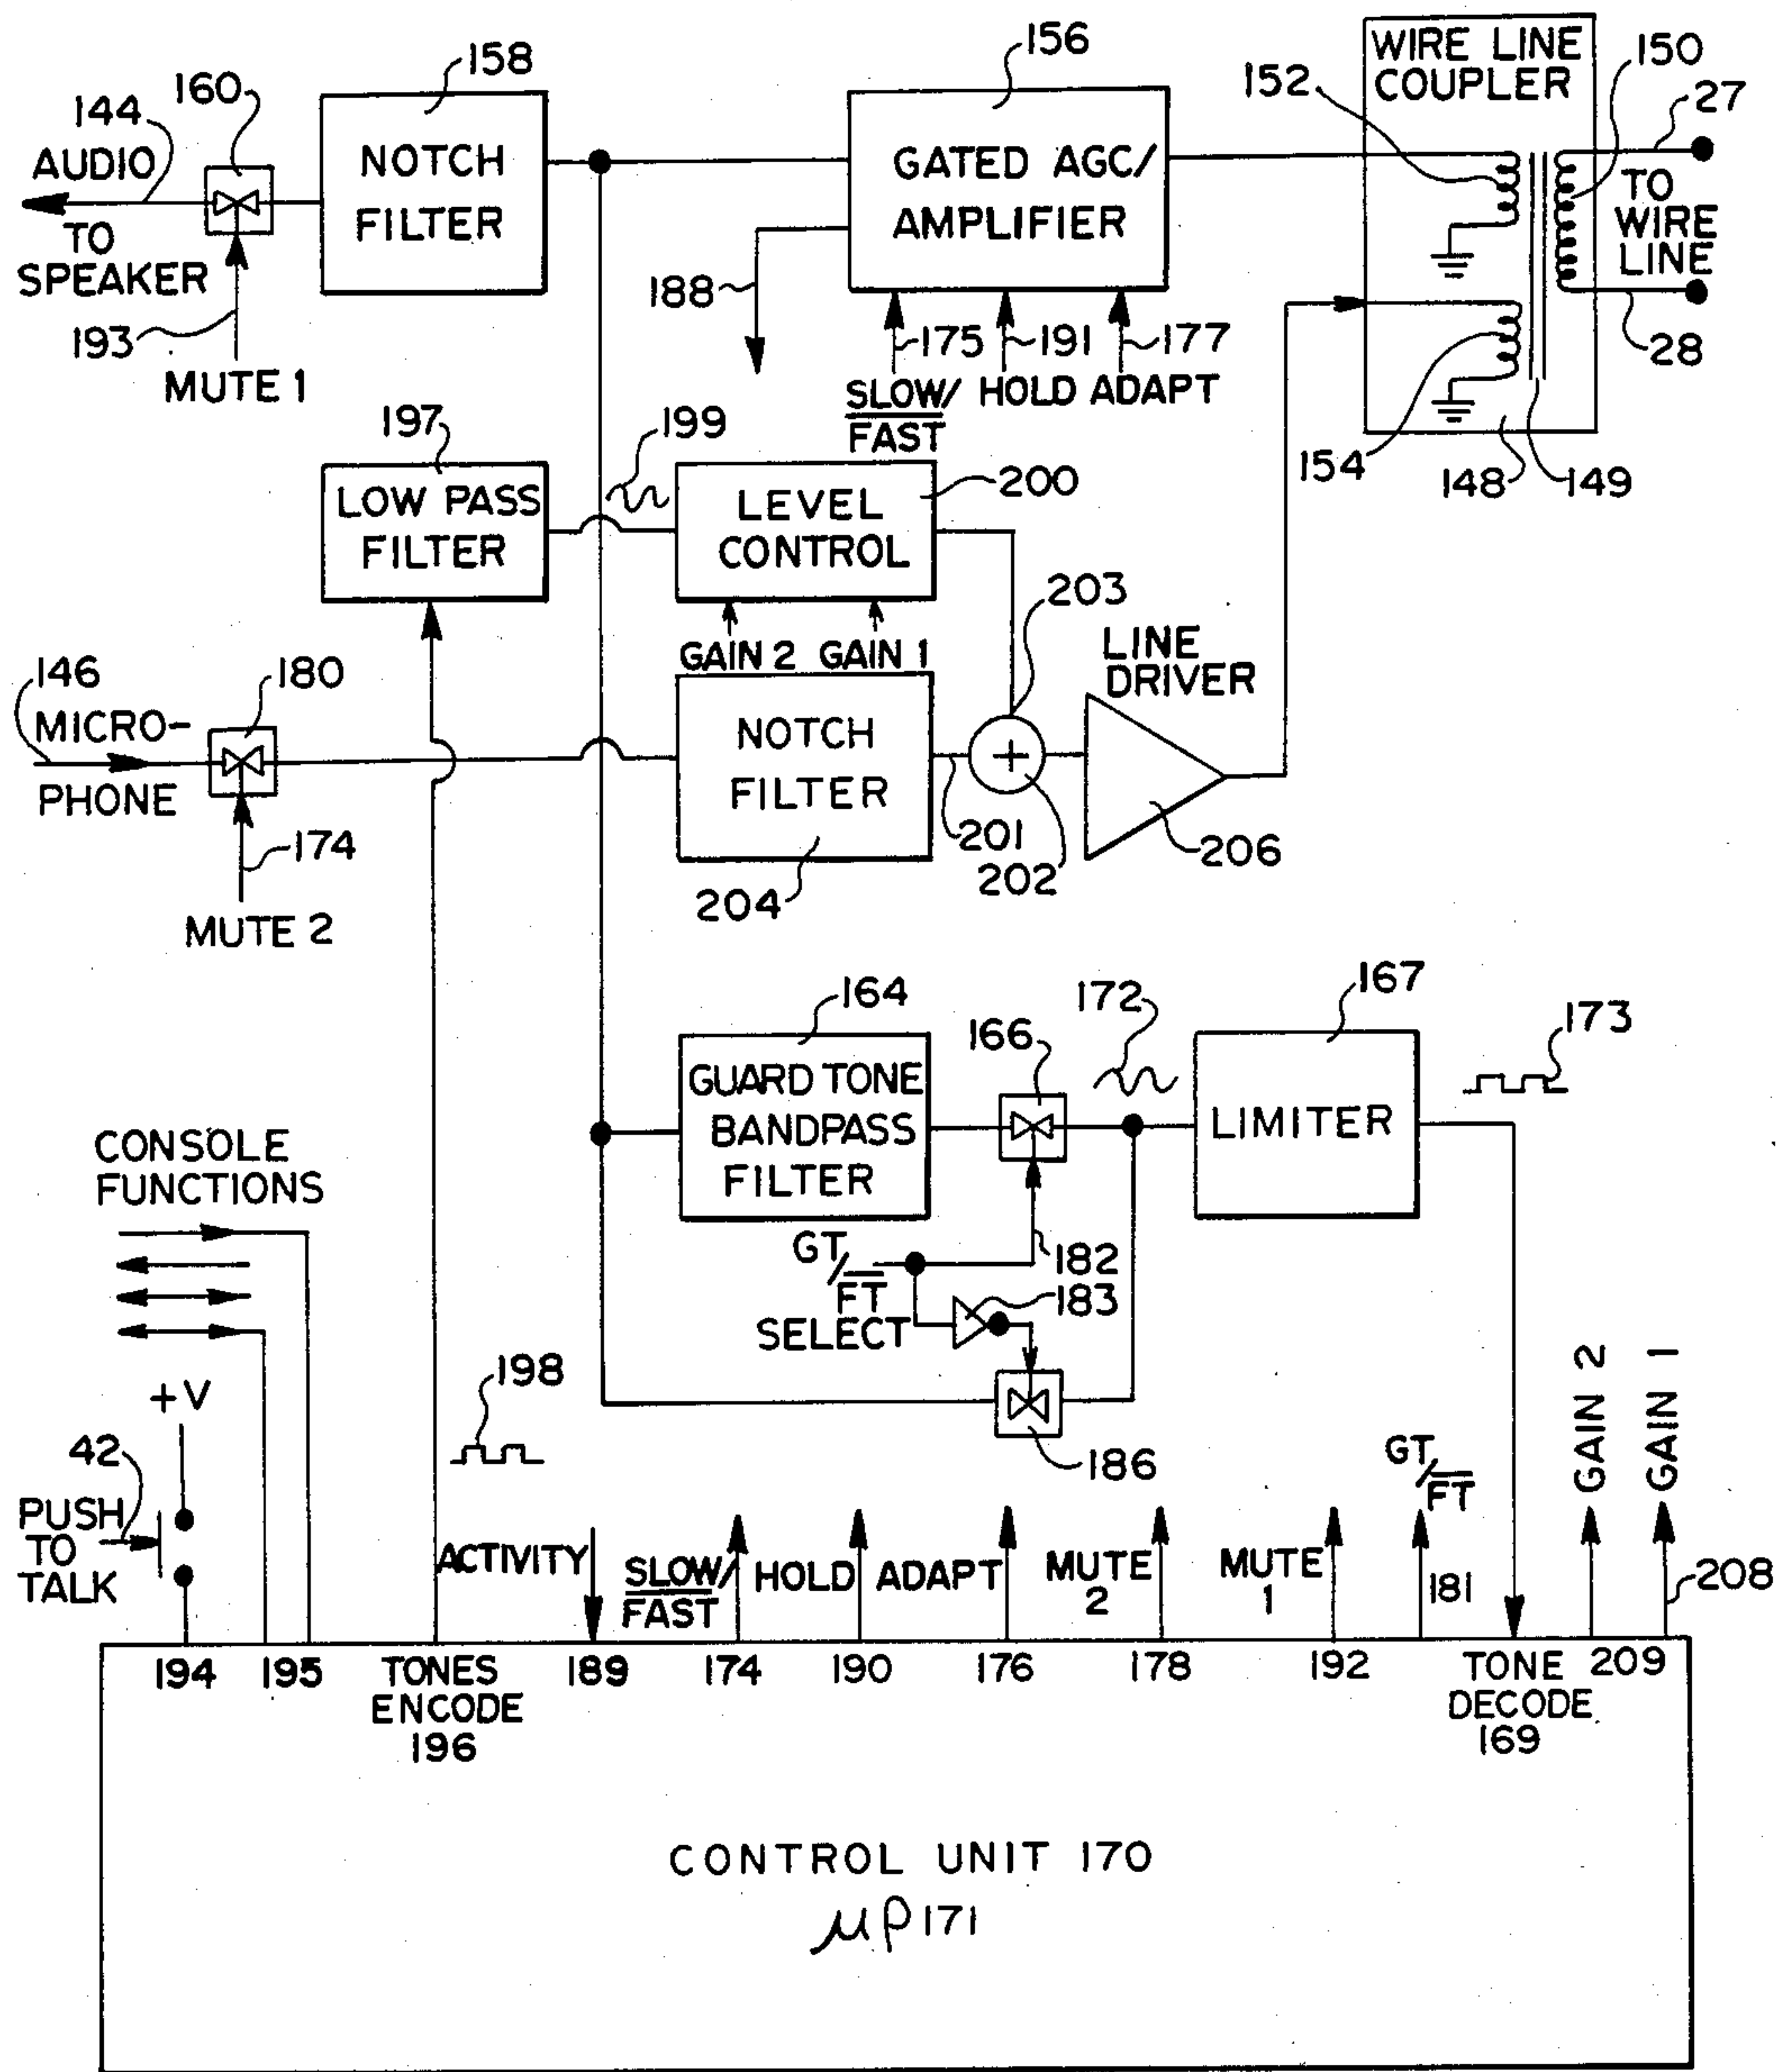 156
WIRE LINE
COUPLER
150
158
152
27
160
144
AUDIO
NOTCH
FILTER
GATED AGC/
AMPLIFIER
TO
WIRE
LINE
TO
SPEAKER
188
193
175
191
177
28
MUTE 1
SLOW/
FAST
HOLD
ADAPT
197
199
154
148
149
LOW PASS
FILTER
LEVEL
CONTROL
200
203
GAIN 2
GAIN 1
LINE
DRIVER
146
180
MICRO-
PHONE
NOTCH
FILTER
201
202
206
174
204
MUTE 2
164
172
167
166
173
GUARD TONE
BANDPASS
FILTER
LIMITER
CONSOLE
FUNCTIONS
GT/
FT
SELECT
182
183
198
186
+V
42
PUSH
TO
TALK
ACTIVITY
SLOW/
FAST
HOLD
ADAPT
MUTE
2
MUTE
1
GT/
FT
181
GAIN 2
GAIN 1
208
194
195
TONES
ENCODE
196
189
174
190
176
178
192
TONE
DECODE
169
209
CONTROL UNIT 170
μP 171